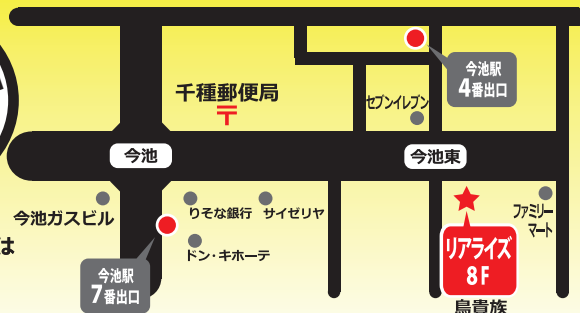 今池駅
4番出口
千種郵便局
〒
セブンイレブン
今池
今池東
今池ガスビル
りそな銀行
サイゼリヤ
ファミリー
マート
は
ドン・キホーテ
リアライズ
8F
今池駅
7番出口
鳥貴族